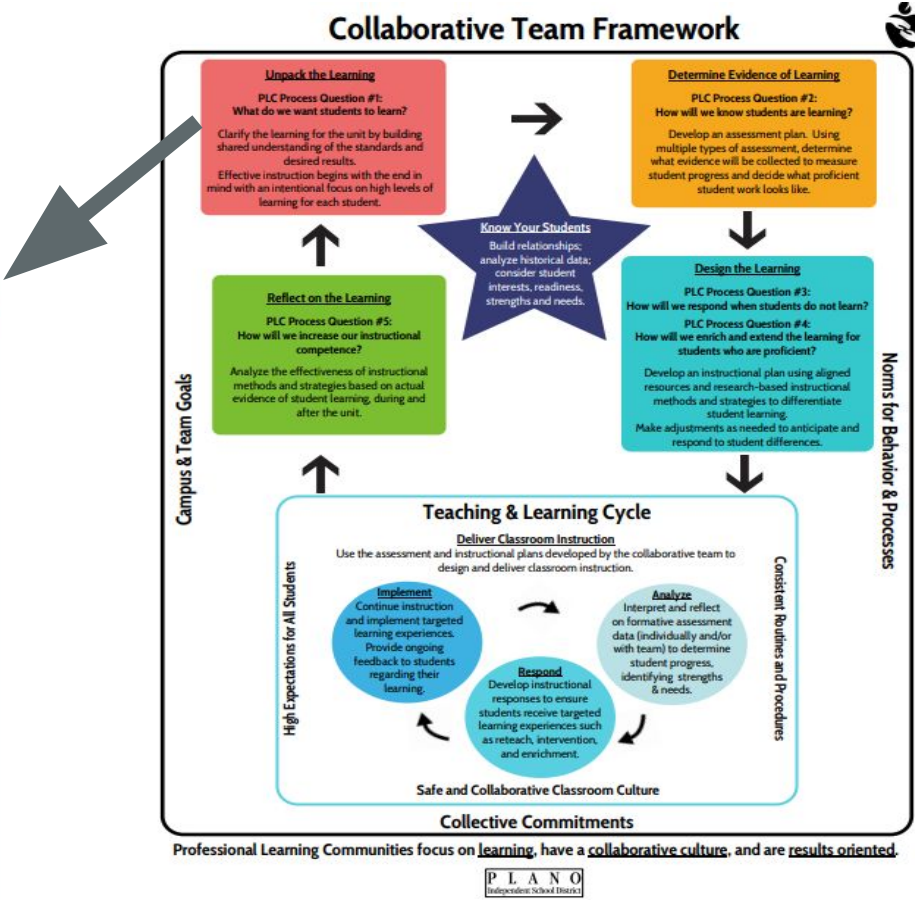 Collaborative Team Framework
Unpack the Learning
PLC Process Question #1:
What do we want students to learn?
Clarify the learning for the unit by building
shared understanding of the standards and
desired results.
Effective instruction begins with the end in
mind with an intentional focus on high levels of
learning for each student.
Determine Evidence of Learning
PLC Process Question #2:
How will we know students are learning?
Develop an assessment plan. Using
multiple types of assessment, determine
what evidence will be collected to measure
student progress and decide what proficient
student work looks like.
Know Your Students
Build relationships;
analyze historical data;
consider student
interests, readiness,
strengths and needs.
Design the Learning
PLC Process Question #3:
How will we respond when students do not learn?
PLC Process Question #4:
How will we enrich and extend the learning for
students who are proficient?
Develop an instructional plan using aligned
resources and research-based instructional
methods and strategies to differentiate
student learning.
Make adjustments as needed to anticipate and
respond to student differences.
Reflect on the Learning
PLC Process Question #5:
How will we increase our instructional
competence?
Analyze the effectiveness of instructional
methods and strategies based on actual
evidence of student learning, during and
after the unit.
Campus & Team Goals
Norms for Behavior & Processes
Teaching & Learning Cycle
Deliver Classroom Instruction
Use the assessment and instructional plans developed by the collaborative team to
design and deliver classroom instruction.
High Expectations for All Students
Consistent Routines and Procedures
Implement
Continue instruction
and implement targeted
learning experiences.
Provide ongoing
feedback to students
regarding their
learning.
Analyze
Interpret and reflect
on formative assessment
data (individually and/or
with team) to determine
student progress,
identifying strengths
& needs.
Respond
Develop instructional
responses to ensure
students receive targeted
learning experiences such
as reteach, intervention,
and enrichment.
Safe and Collaborative Classroom Culture
Collective Commitments
Professional Learning Communities focus on learning, have a collaborative culture, and are results oriented.
PLANO
Independent School District